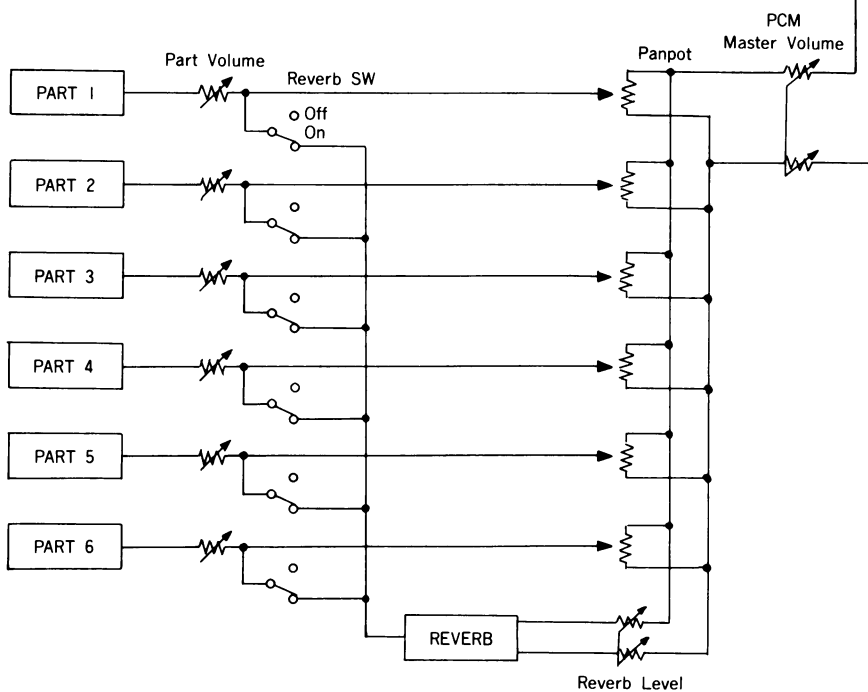 PCM
Master Volume
Panpot
Part Volume
Reverb SW
PART 1
Off
On
PART 2
PART 3
PART 4
PART 5
PART 6
REVERB
Reverb Level